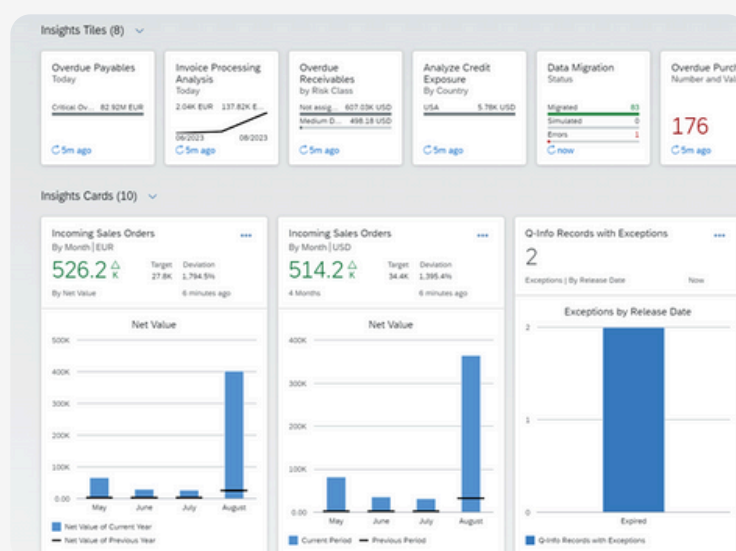 Insights Tiles (8)
Overdue Payables
Today
Critical Ov... 82.92M EUR
5m ago
Invoice Processing
Analysis
Today
2.04K EUR 137.82K E...
06/2023 08/2023
5m ago
Overdue
Receivables
by Risk Class
Not assig... 607.03K USD
Medium D... 498.18 USD
5m ago
Analyze Credit
Exposure
By Country
USA 5.78K USD
5m ago
Data Migration
Status
Migrated 83
Simulated 0
Errors 1
now
Overdue Purch
Number and Val
176
5m ago
Insights Cards (10)
Incoming Sales Orders
By Month | EUR
526.2 K
Target Deviation
27.8K 1,794.5%
By Net Value 6 minutes ago
Net Value
500K
400K
300K
200K
100K
0.00
May June July August
Net Value of Current Year
Net Value of Previous Year
Incoming Sales Orders
By Month | USD
514.2 K
Target Deviation
34.4K 1,395.4%
4 Months 6 minutes ago
Net Value
400K
300K
200K
100K
0.00
May June July August
Current Period Previous Period
Q-Info Records with Exceptions
2
Exceptions | By Release Date Now
Exceptions by Release Date
2
1
0
Expired
Q-Info Records with Exceptions